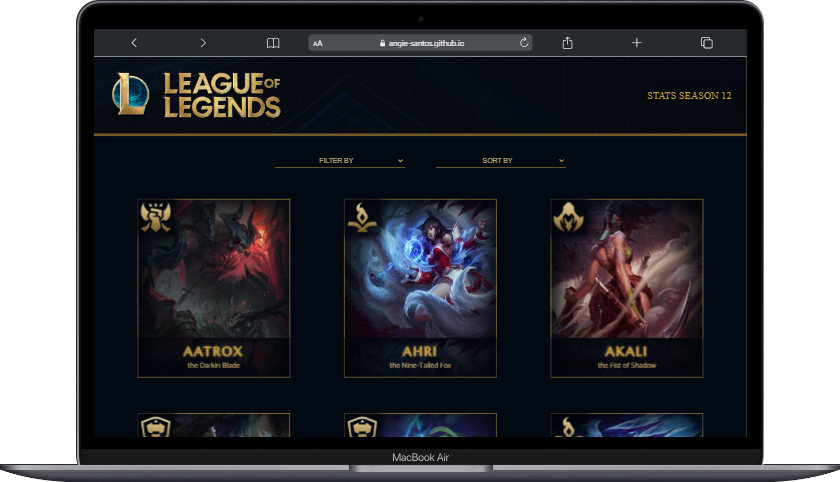 AA angie-santos.github.io
LEAGUE OF
LEGENDS
STATS SEASON 12
FILTER BY
SORT BY
AATROX
the Darkin Blade
AHRI
the Nine-Tailed Fox
AKALI
the Fist of Shadow
MacBook Air